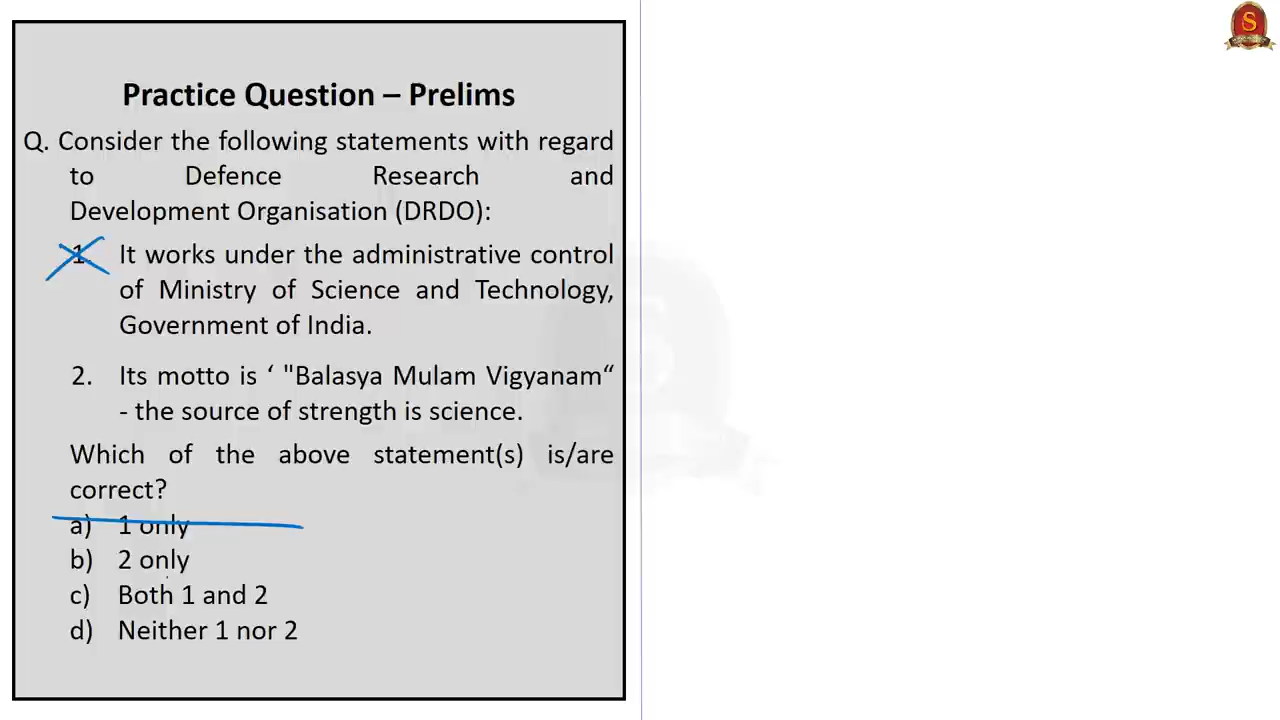 S
Practice Question – Prelims
Q. Consider the following statements with regard
to Defence Research and
Development Organisation (DRDO):
1. It works under the administrative control
of Ministry of Science and Technology,
Government of India.
2. Its motto is ‘ "Balasya Mulam Vigyanam“
- the source of strength is science.
Which of the above statement(s) is/are
correct?
a) 1 only
b) 2 only
c) Both 1 and 2
d) Neither 1 nor 2